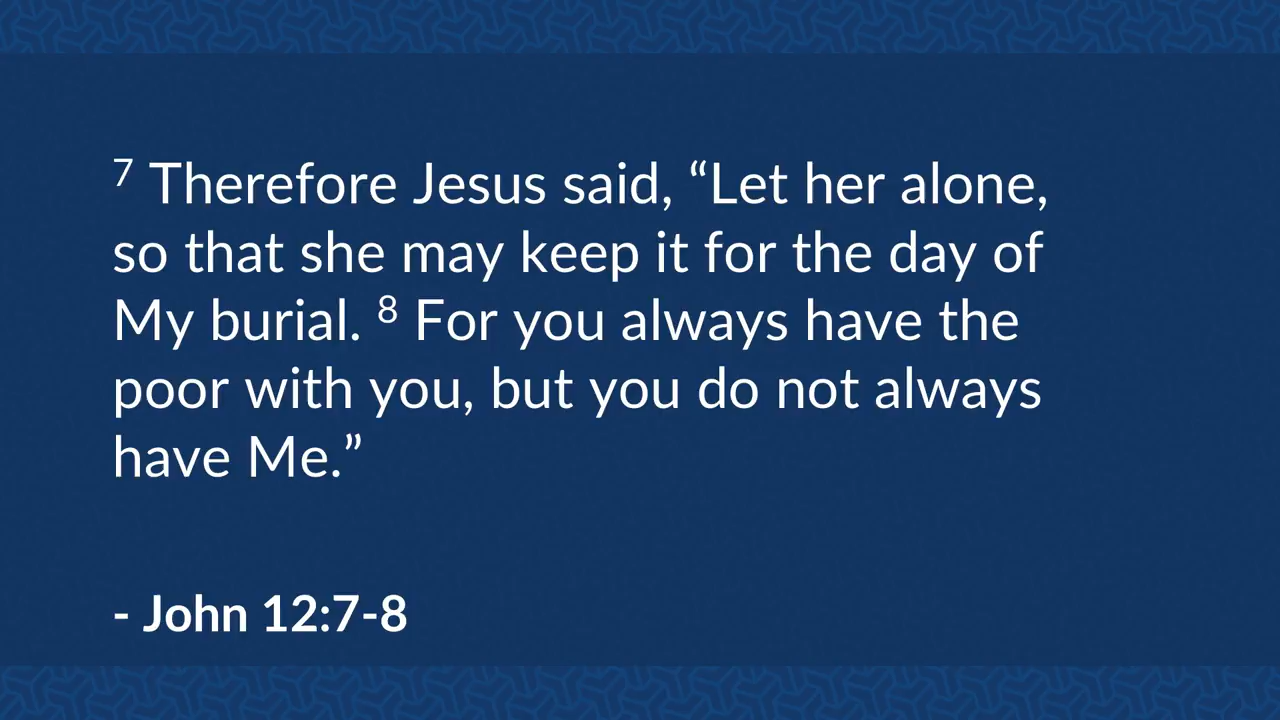 7 Therefore Jesus said, “Let her alone,
so that she may keep it for the day of
My burial. 8 For you always have the
poor with you, but you do not always
have Me.”
- John 12:7-8